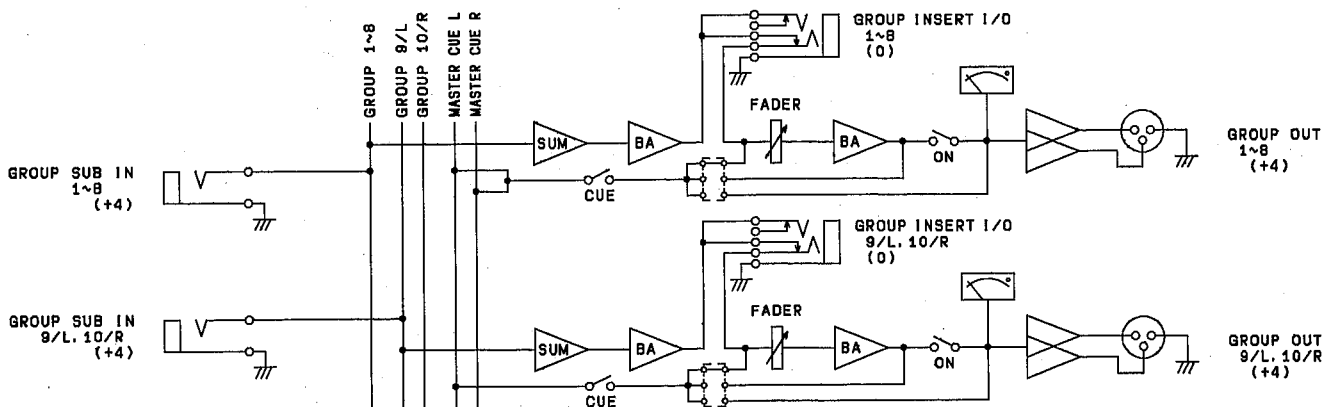 GROUP 1~8
GROUP 9/L
GROUP 10/R
MASTER CUE L
MASTER CUE R
GROUP INSERT I/O
1~8
(0)
FADER
SUM
BA
BA
ON
GROUP OUT
1~8
(+4)
GROUP SUB IN
1~8
(+4)
CUE
GROUP INSERT I/O
9/L, 10/R
(0)
FADER
GROUP SUB IN
9/L, 10/R
(+4)
SUM
BA
BA
ON
GROUP OUT
9/L, 10/R
(+4)
CUE